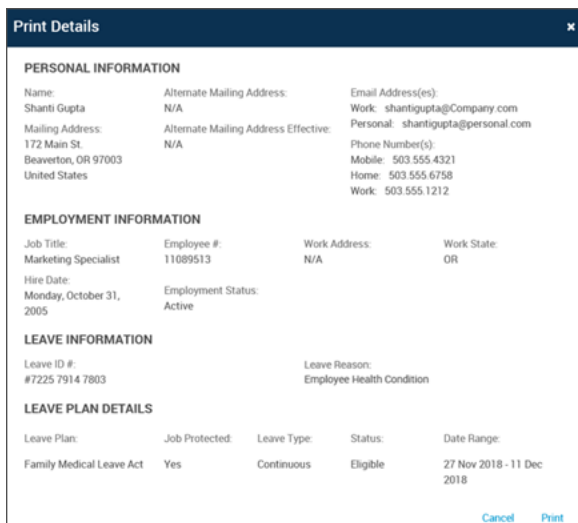 Print Details ×
PERSONAL INFORMATION
Name:
Shanti Gupta
Mailing Address:
172 Main St.
Beaverton, OR 97003
United States
Alternate Mailing Address:
N/A
Alternate Mailing Address Effective:
N/A
Email Address(es):
Work: shantigupta@Company.com
Personal: shantigupta@personal.com
Phone Number(s):
Mobile: 503.555.4321
Home: 503.555.6758
Work: 503.555.1212
EMPLOYMENT INFORMATION
Job Title:
Marketing Specialist
Hire Date:
Monday, October 31,
2005
Employee #:
11089513
Employment Status:
Active
Work Address:
N/A
Work State:
OR
LEAVE INFORMATION
Leave ID #:
#7225 7914 7803
Leave Reason:
Employee Health Condition
LEAVE PLAN DETAILS
Leave Plan: Job Protected: Leave Type: Status: Date Range:
Family Medical Leave Act Yes Continuous Eligible 27 Nov 2018 - 11 Dec
2018
Cancel Print